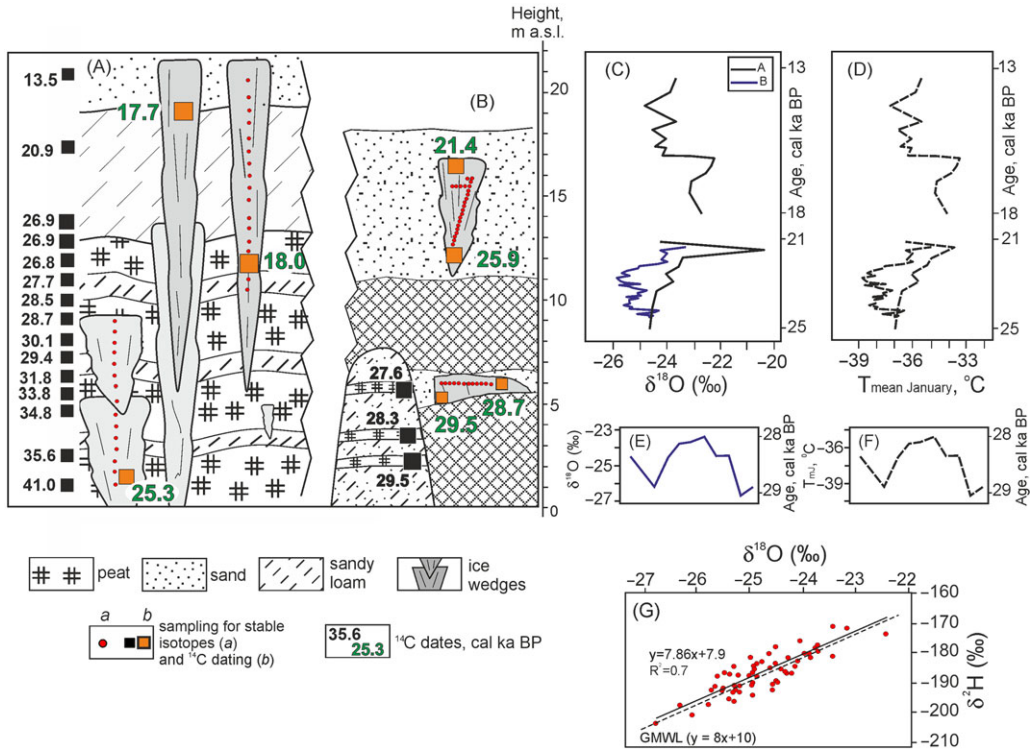 Height,
m a.s.l.
(A)
13.5
20.9
26.9
26.9
26.8
27.7
28.5
28.7
30.1
29.4
31.8
33.8
34.8
35.6
41.0
17.7
18.0
25.3
(B)
21.4
25.9
27.6
28.3
29.5
28.7
29.5
20
15
10
5
0
(C)
A
B
13
18
21
25
Age, cal ka BP
−26 −24 −22 −20
δ¹⁸O (‰)
(D)
13
18
21
25
Age, cal ka BP
−39 −36 −33
T mean January, °C
(E)
−23
−25
−27
δ¹⁸O (‰)
28
29
Age, cal ka BP
(F)
−36
−39
TmJ, °C
28
29
Age, cal ka BP
peat
sand
sandy
loam
ice
wedges
a b
sampling for stable
isotopes (a)
and ¹⁴C dating (b)
35.6
25.3
¹⁴C dates, cal ka BP
δ¹⁸O (‰)
−27 −26 −25 −24 −23 −22
(G)
y=7.86x+7.9
R²=0.7
GMWL (y = 8x+10)
−160
−170
−180
−190
−200
−210
δ²H (‰)